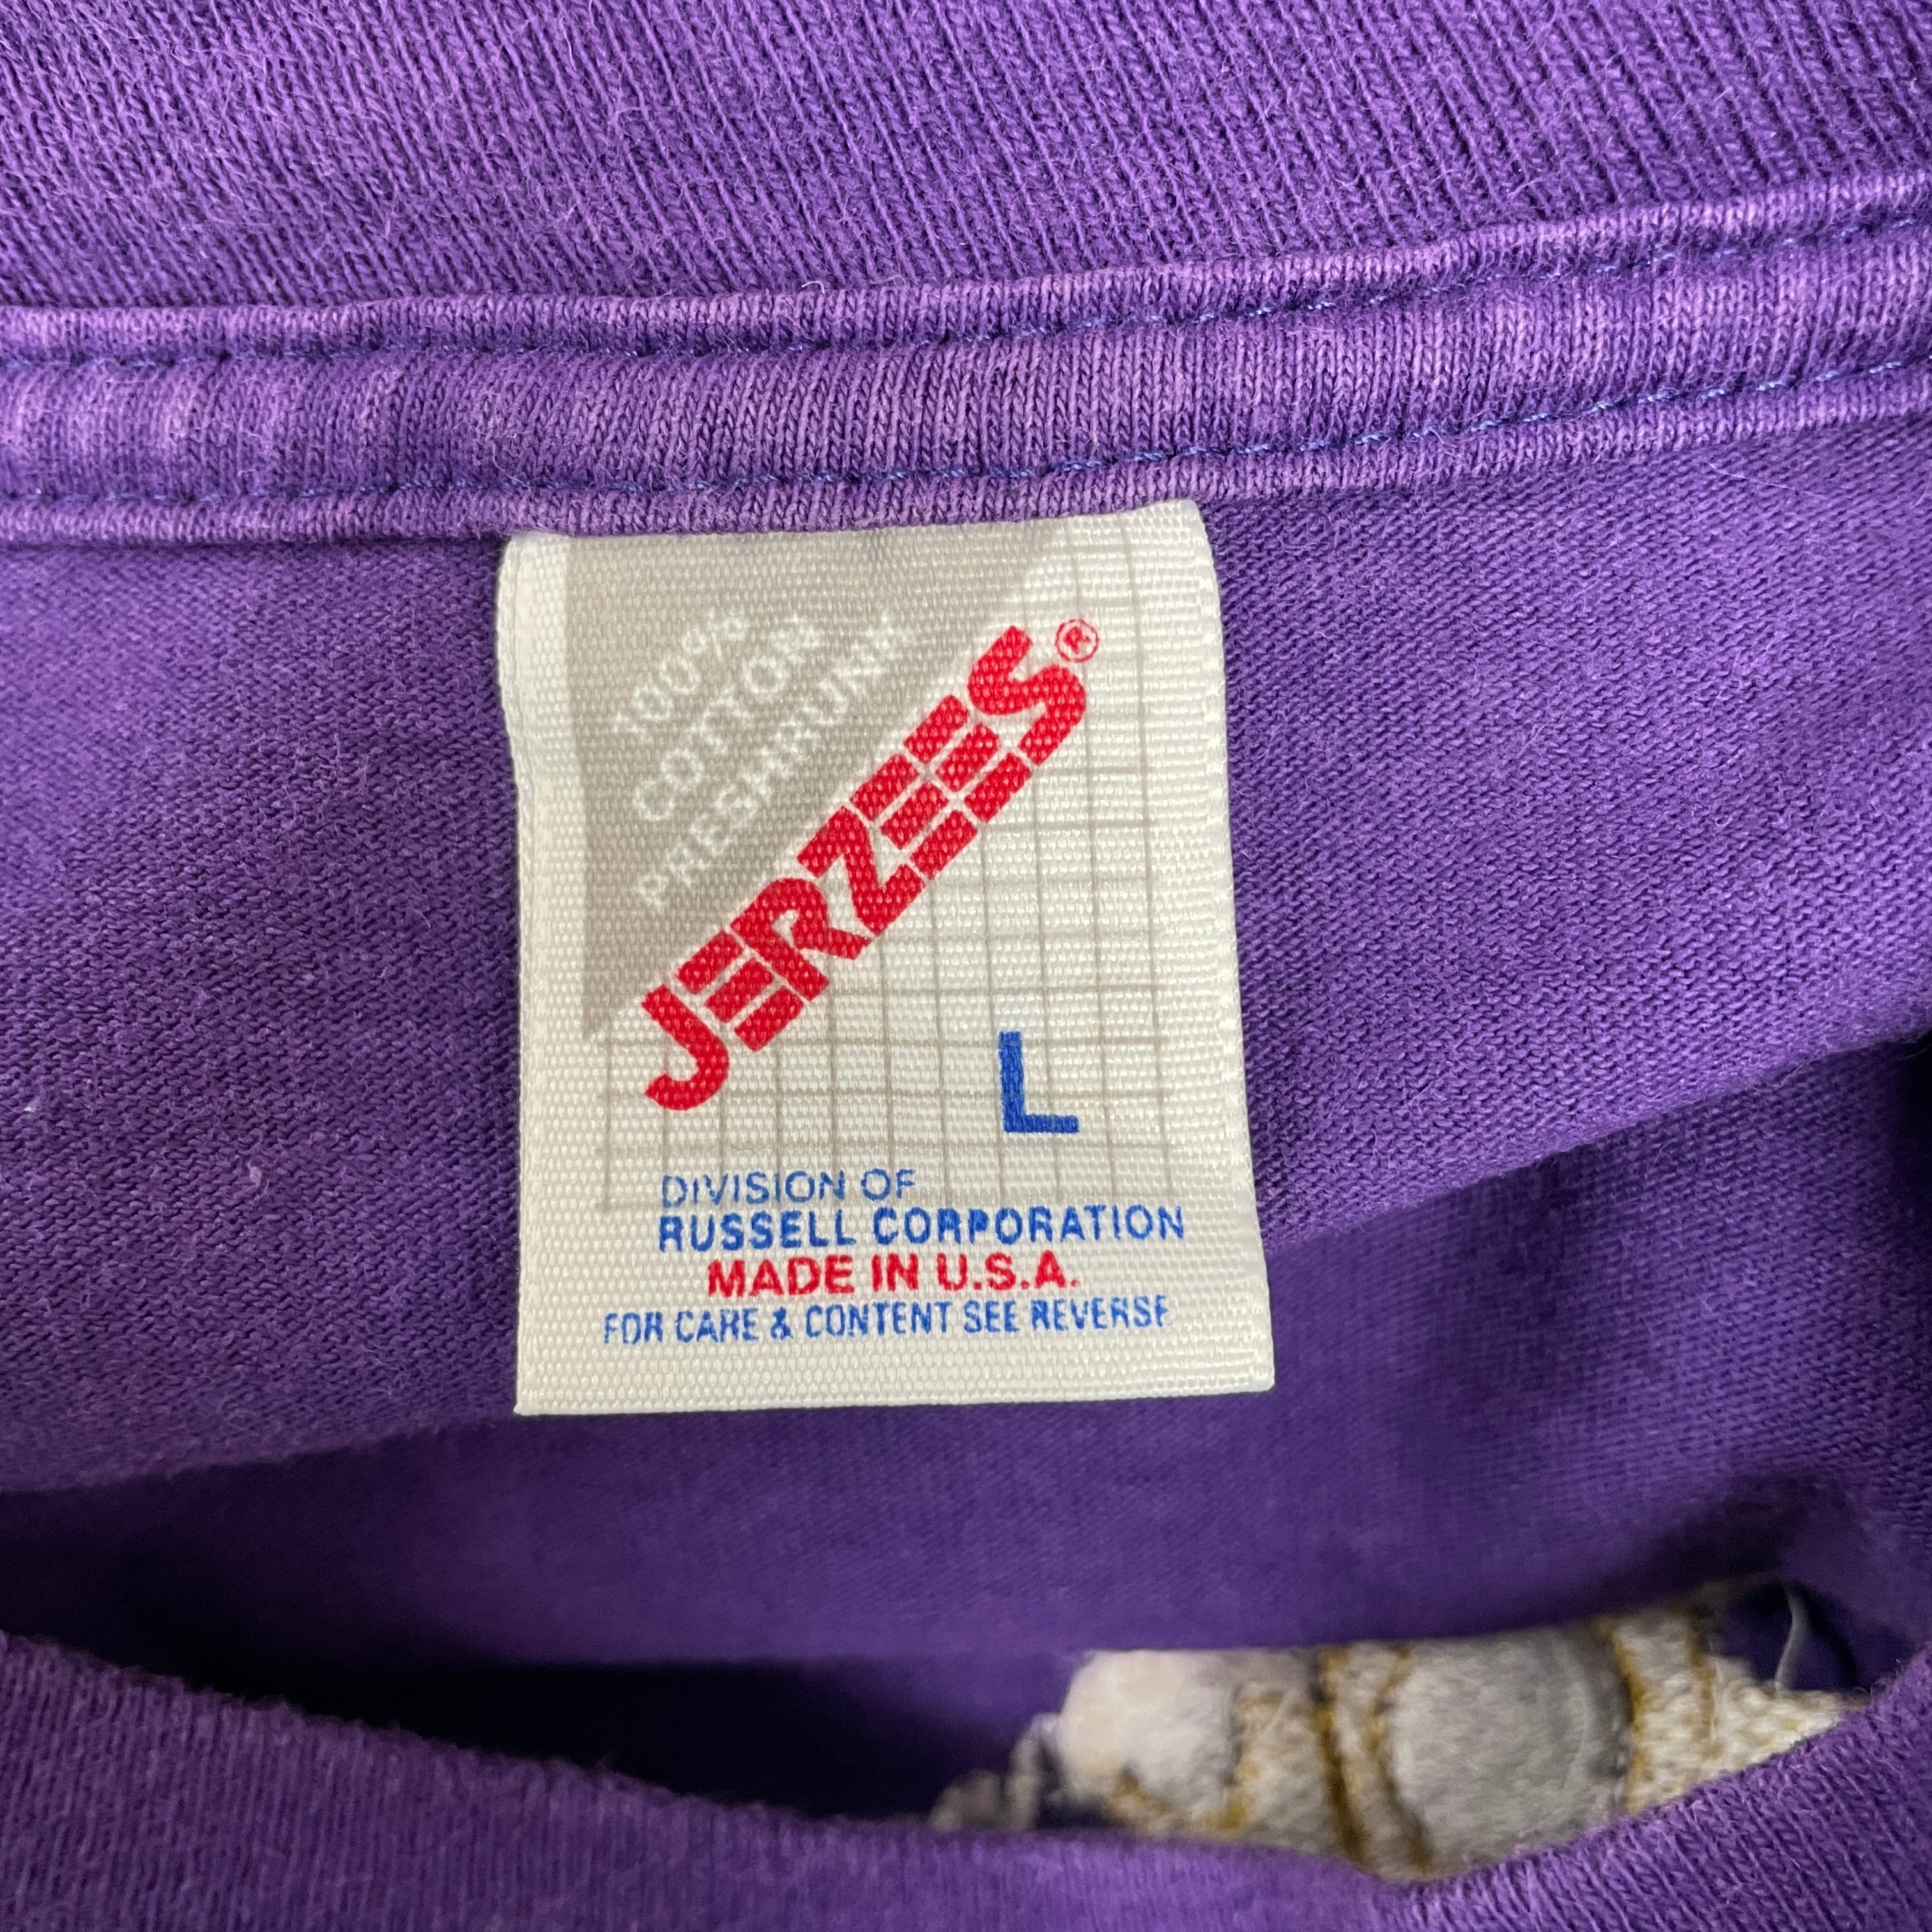 100%
COTTON
PRESHRUNK
JERZEES®
L
DIVISION OF
RUSSELL CORPORATION
MADE IN U.S.A.
FOR CARE & CONTENT SEE REVERSE